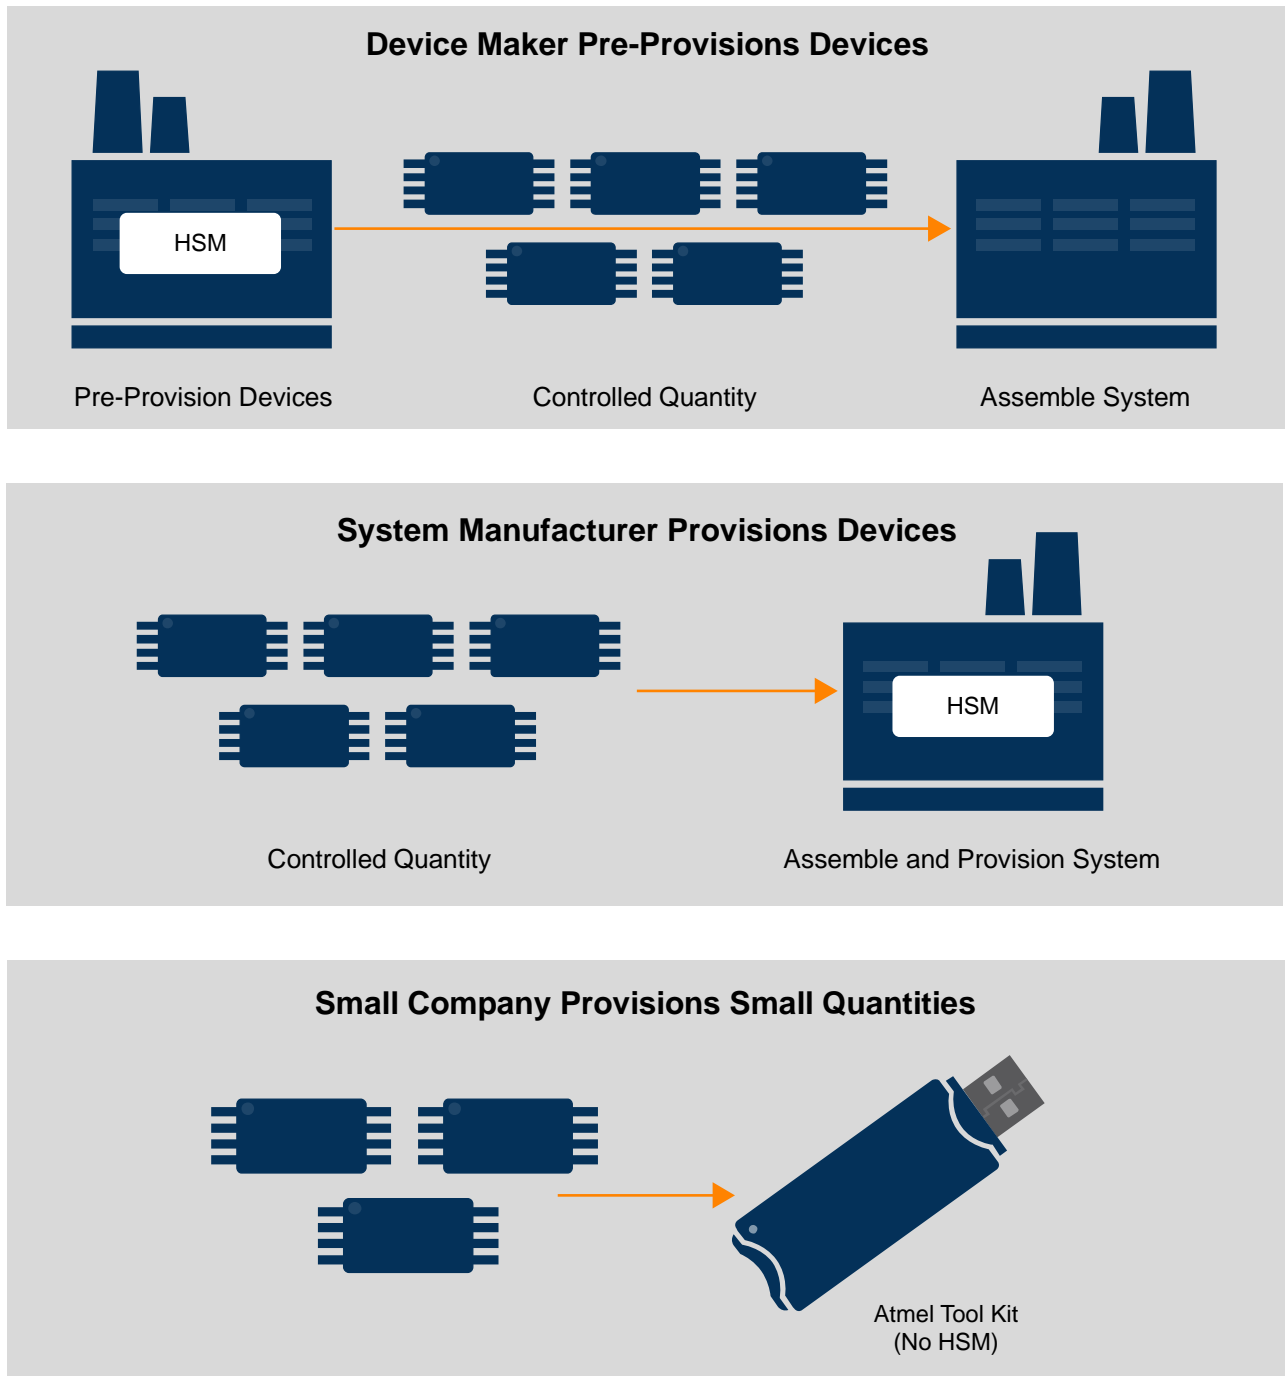 Device Maker Pre-Provisions Devices
HSM
Pre-Provision Devices
Controlled Quantity
Assemble System
System Manufacturer Provisions Devices
HSM
Controlled Quantity
Assemble and Provision System
Small Company Provisions Small Quantities
Atmel Tool Kit
(No HSM)